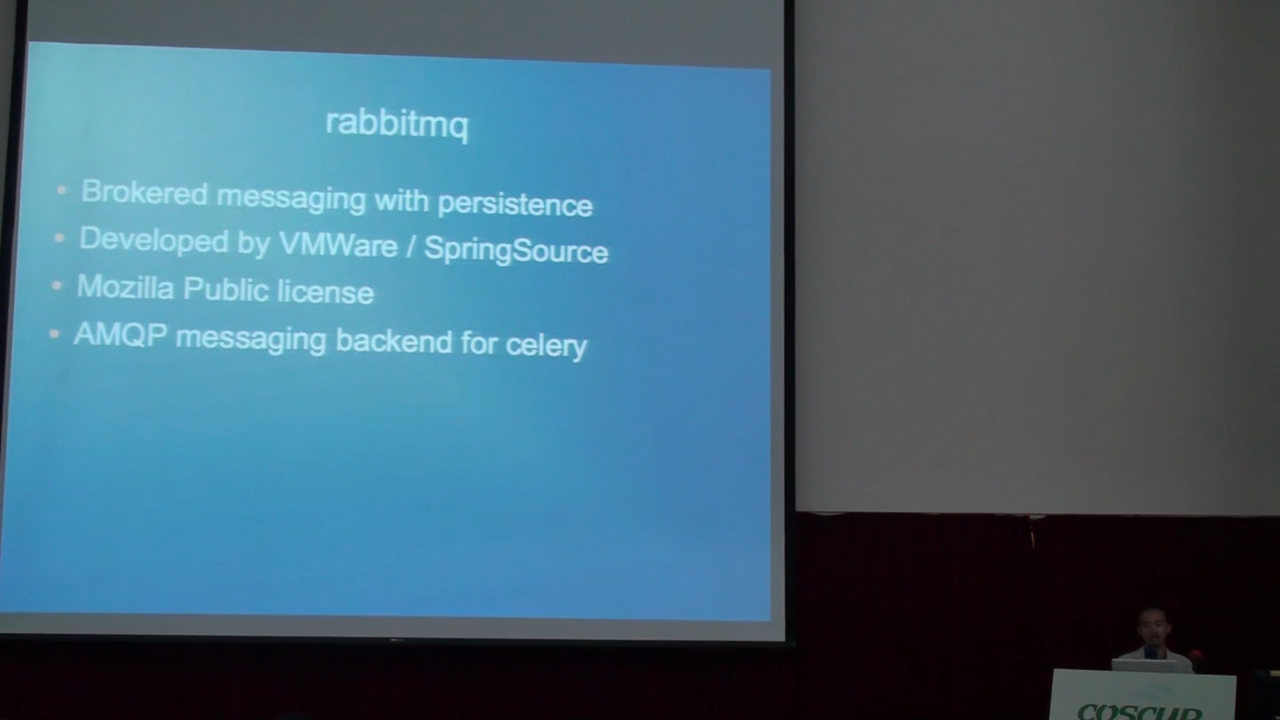 rabbitmq
Brokered messaging with persistence
Developed by VMWare / SpringSource
Mozilla Public license
AMQP messaging backend for celery
COSCUP